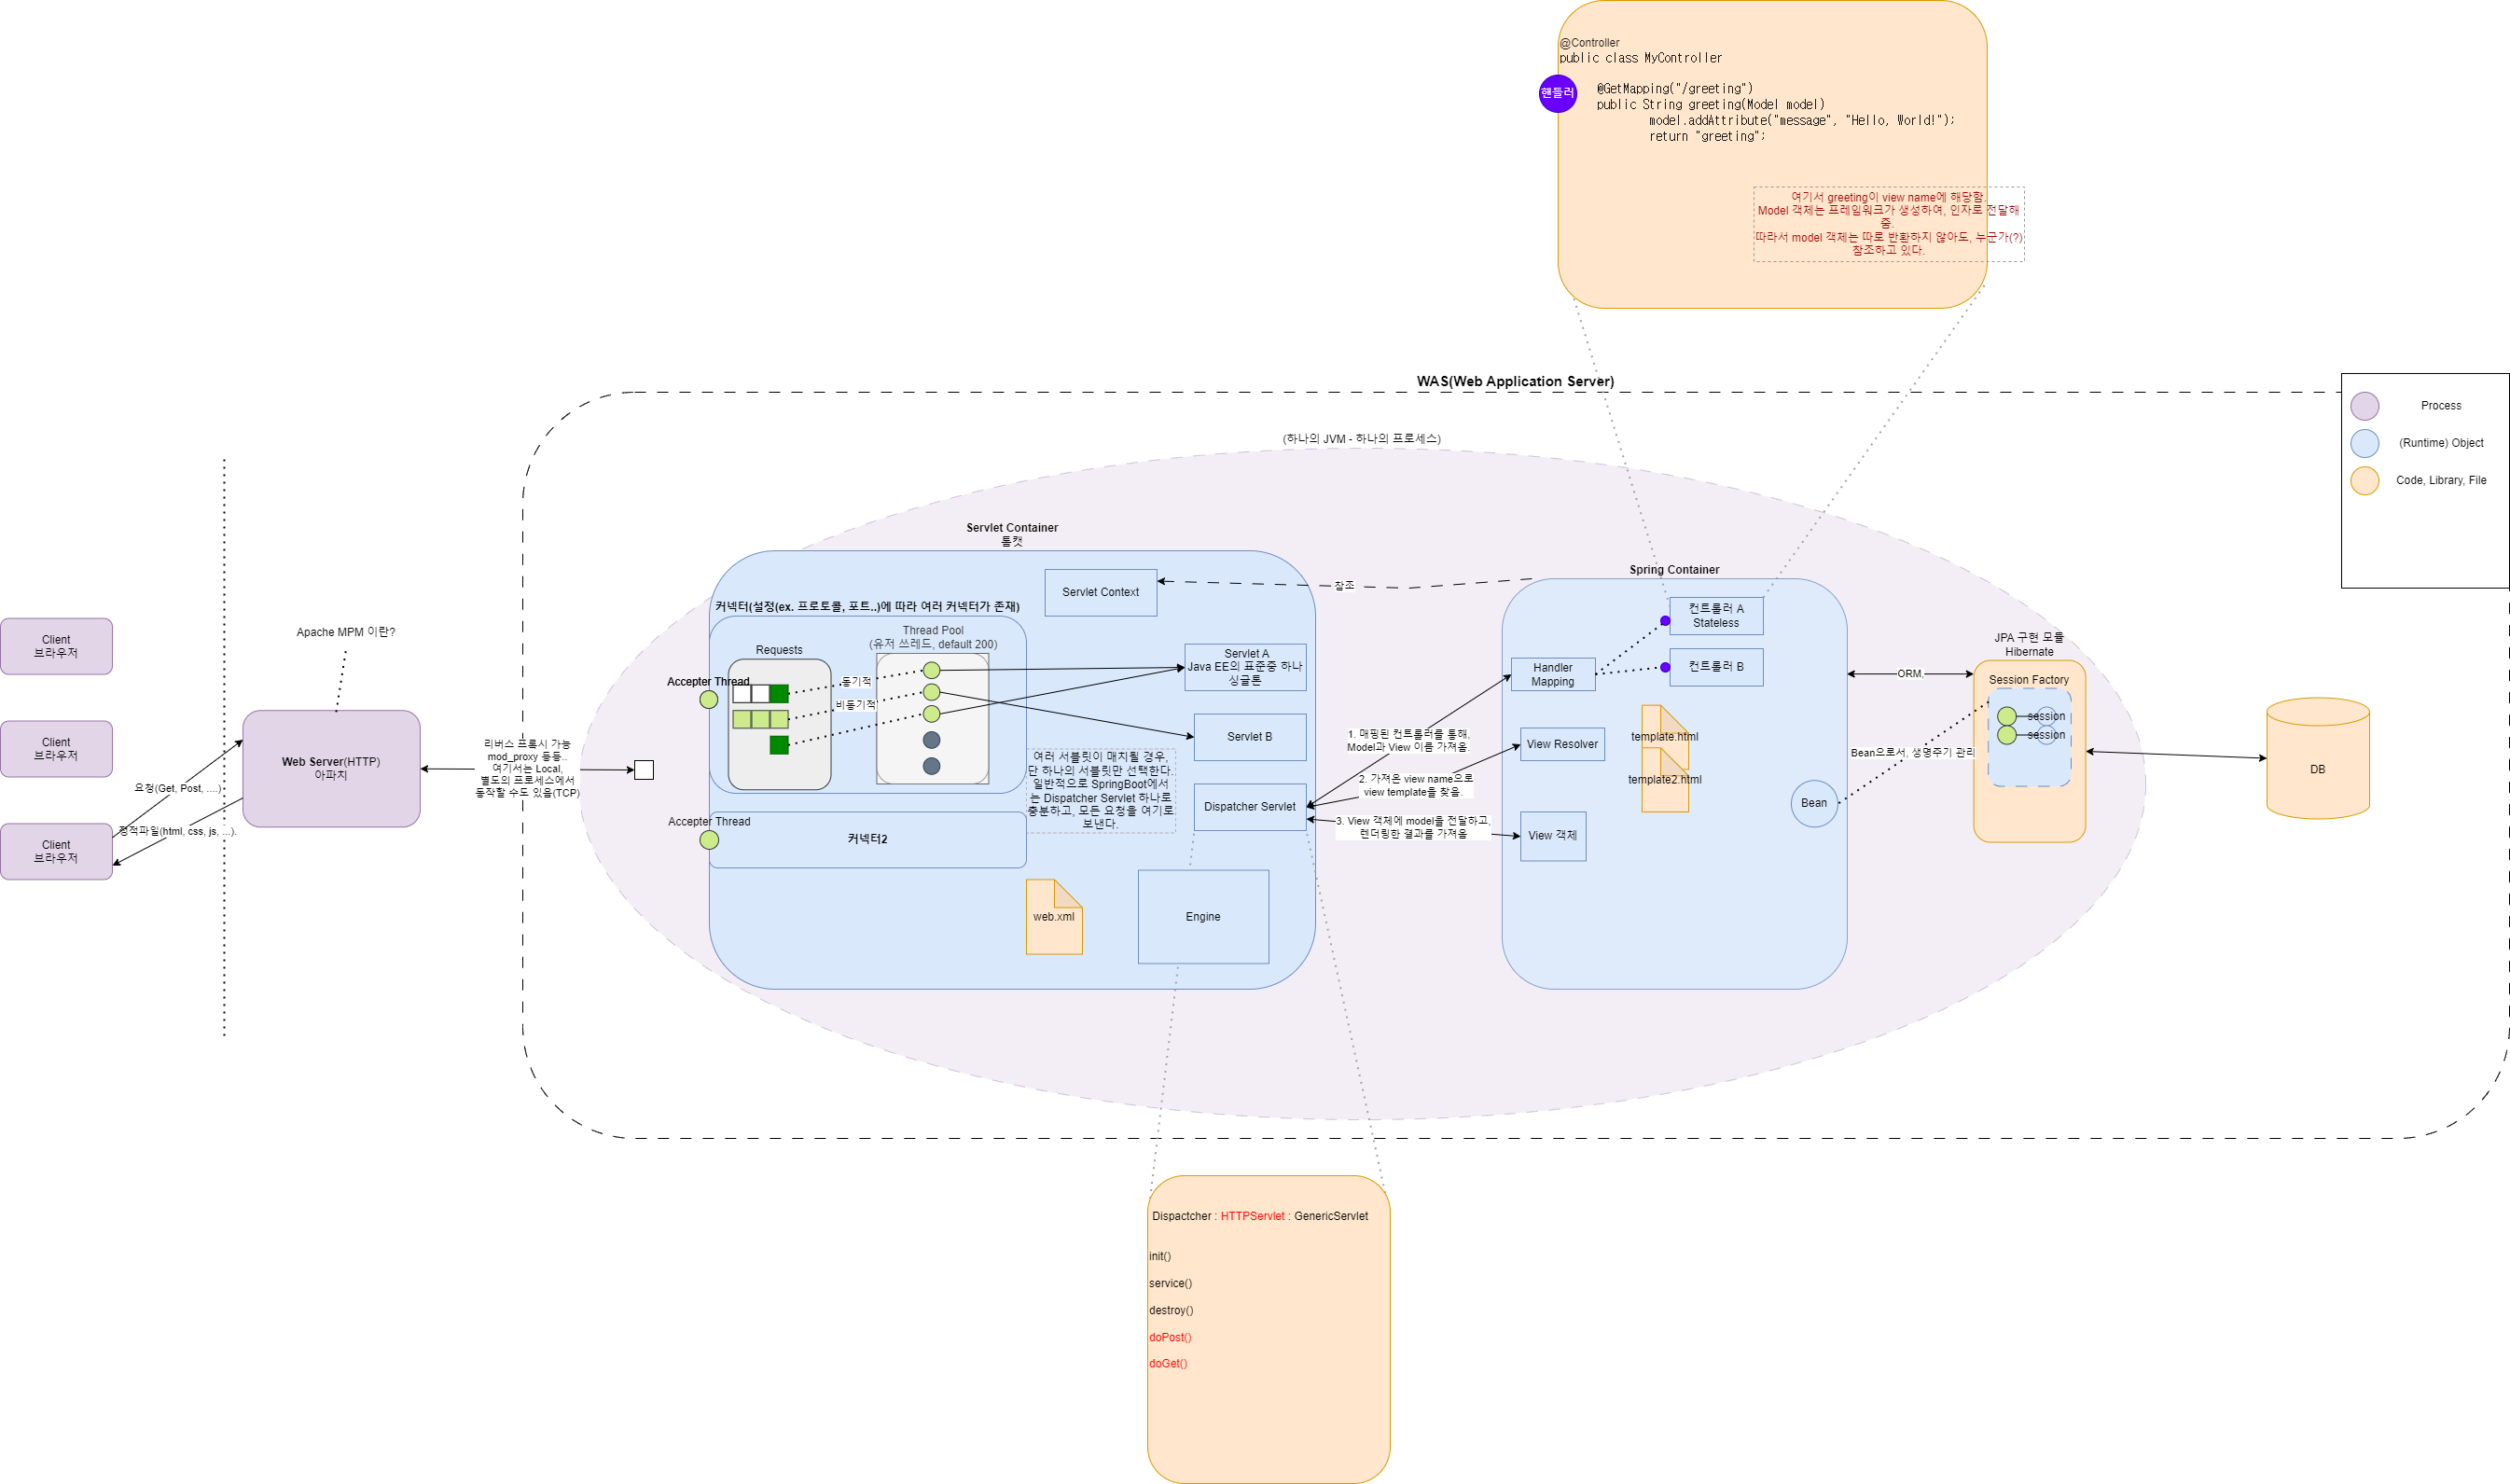 @Controller
public class MyController
핸들러
@GetMapping("/greeting")
public String greeting(Model model)
model.addAttribute("message", "Hello, World!");
return "greeting";
여기서 greeting이 view name에 해당함.
Model 객체는 프레임워크가 생성하여, 인자로 전달해
줌.
따라서 model 객체는 따로 반환하지 않아도, 누군가(?)
참조하고 있다.
WAS(Web Application Server)
Process
(Runtime) Object
Code, Library, File
(하나의 JVM - 하나의 프로세스)
Client
브라우저
Client
브라우저
Client
브라우저
요청(Get, Post, ....)
정적파일(html, css, js, ...).
Apache MPM 이란?
Web Server(HTTP)
아파치
리버스 프록시 가능
mod_proxy 등등..
여기서는 Local,
별도의 프로세스에서
동작할 수도 있음(TCP)
Servlet Container
톰캣
Servlet Context
참조
커넥터(설정(ex. 프로토콜, 포트..)에 따라 여러 커넥터가 존재)
Thread Pool
(유저 쓰레드, default 200)
Requests
Accepter Thread
동기적
비동기적
Servlet A
Java EE의 표준중 하나
싱글톤
Servlet B
여러 서블릿이 매치될 경우,
단 하나의 서블릿만 선택한다.
일반적으로 SpringBoot에서
는 Dispatcher Servlet 하나로
충분하고, 모든 요청을 여기로
보낸다.
Dispatcher Servlet
Accepter Thread
커넥터2
web.xml
Engine
1. 매핑된 컨트롤러를 통해,
Model과 View 이름 가져옴.
2. 가져온 view name으로
view template을 찾음.
3. View 객체에 model을 전달하고,
렌더링한 결과를 가져옴
Spring Container
컨트롤러 A
Stateless
컨트롤러 B
Handler
Mapping
View Resolver
template.html
template2.html
View 객체
Bean
ORM,
Bean으로서, 생명주기 관리
JPA 구현 모듈
Hibernate
Session Factory
session
session
DB
Dispactcher : HTTPServlet : GenericServlet
init()
service()
destroy()
doPost()
doGet()